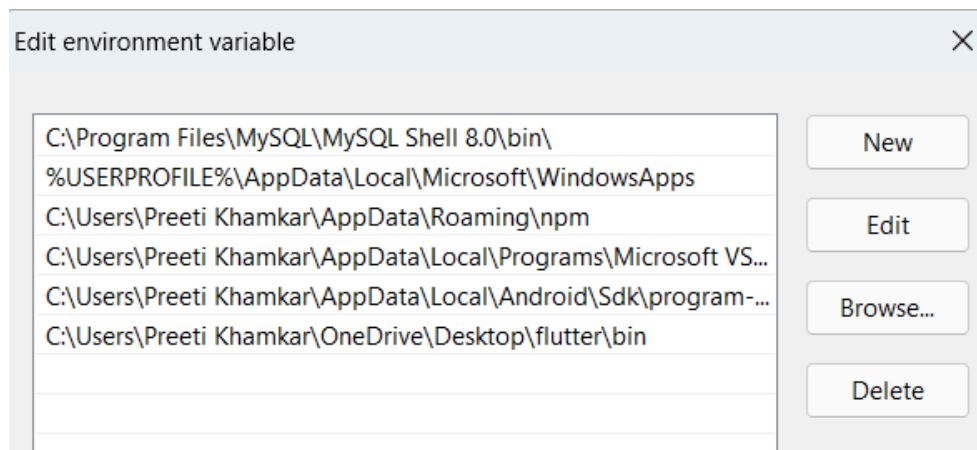 Edit environment variable
C:\Program Files\MySQL\MySQL Shell 8.0\bin\
New
%USERPROFILE%\AppData\Local\Microsoft\WindowsApps
C:\Users\Preeti Khamkar\AppData\Roaming\npm
Edit
C:\Users\Preeti Khamkar\AppData\Local\Programs\Microsoft VS...
C:\Users\Preeti Khamkar\AppData\Local\Android\Sdk\program-...
Browse...
C:\Users\Preeti Khamkar\OneDrive\Desktop\flutter\bin
Delete